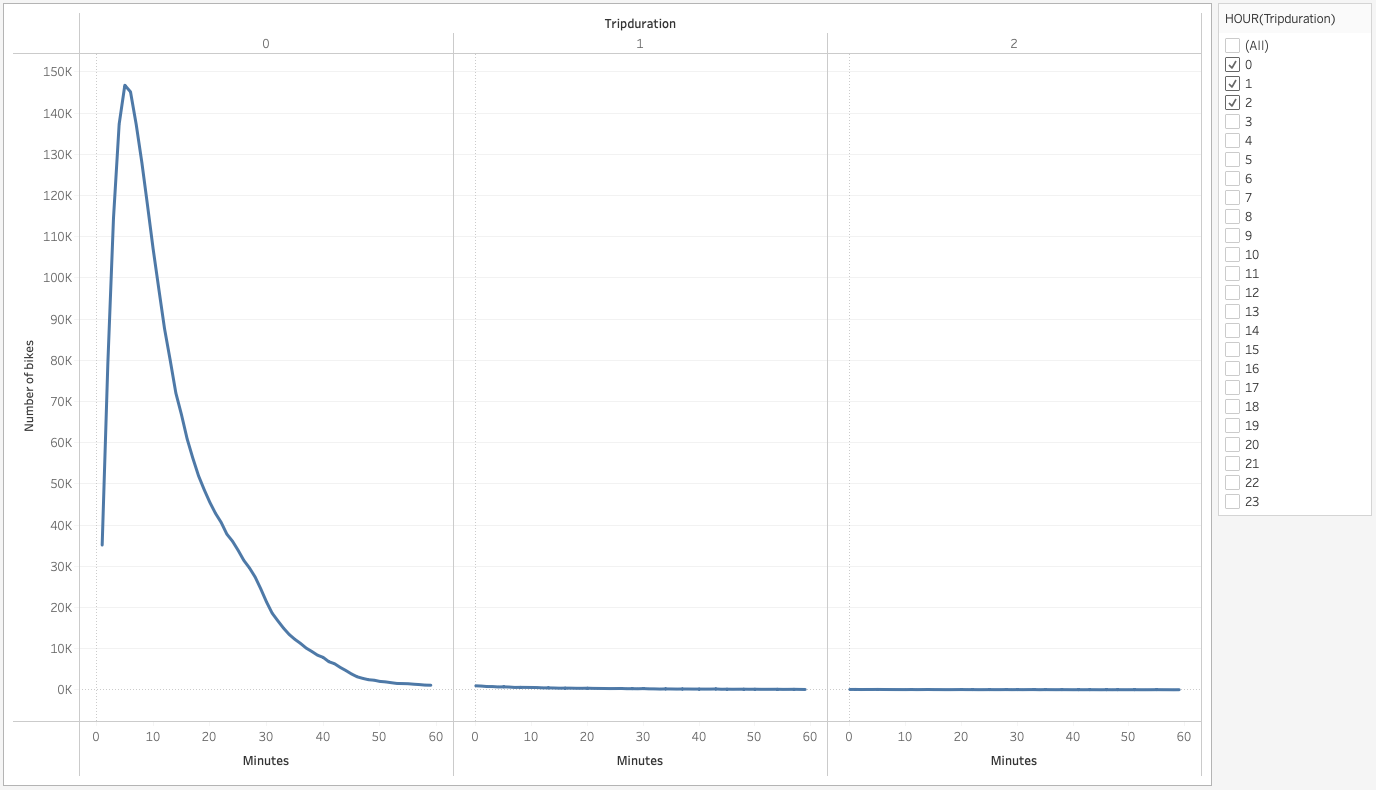 Tripduration
0 1 2
150K
140K
130K
120K
110K
100K
90K
80K
70K
60K
50K
40K
30K
20K
10K
0K
Number of bikes
0 10 20 30 40 50 60 0 10 20 30 40 50 60 0 10 20 30 40 50 60
Minutes Minutes Minutes
HOUR(Tripduration)
(All)
0
1
2
3
4
5
6
7
8
9
10
11
12
13
14
15
16
17
18
19
20
21
22
23